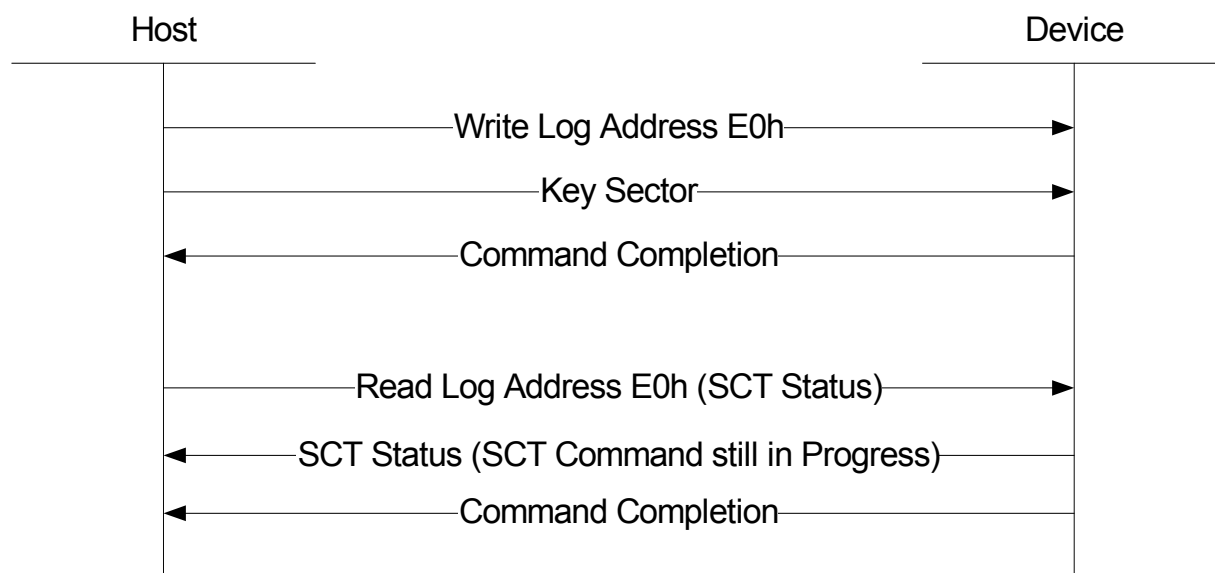 Host
Device
Write Log Address E0h
Key Sector
Command Completion
Read Log Address E0h (SCT Status)
SCT Status (SCT Command still in Progress)
Command Completion